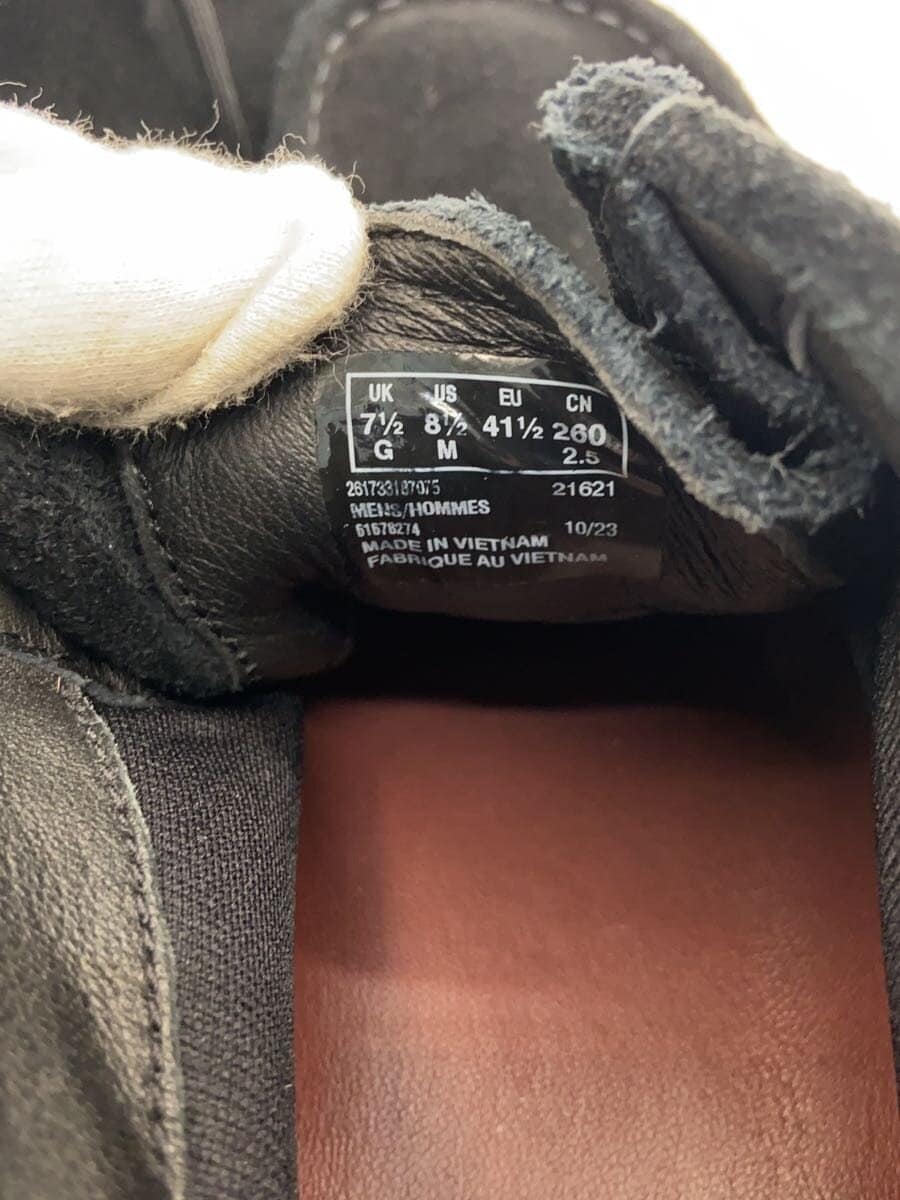 UK US EU CN
7½ 8½ 41½ 260
G M 2.5
261733187075 21621
MENS/HOMMES
61678274 10/23
MADE IN VIETNAM
FABRIQUE AU VIETNAM